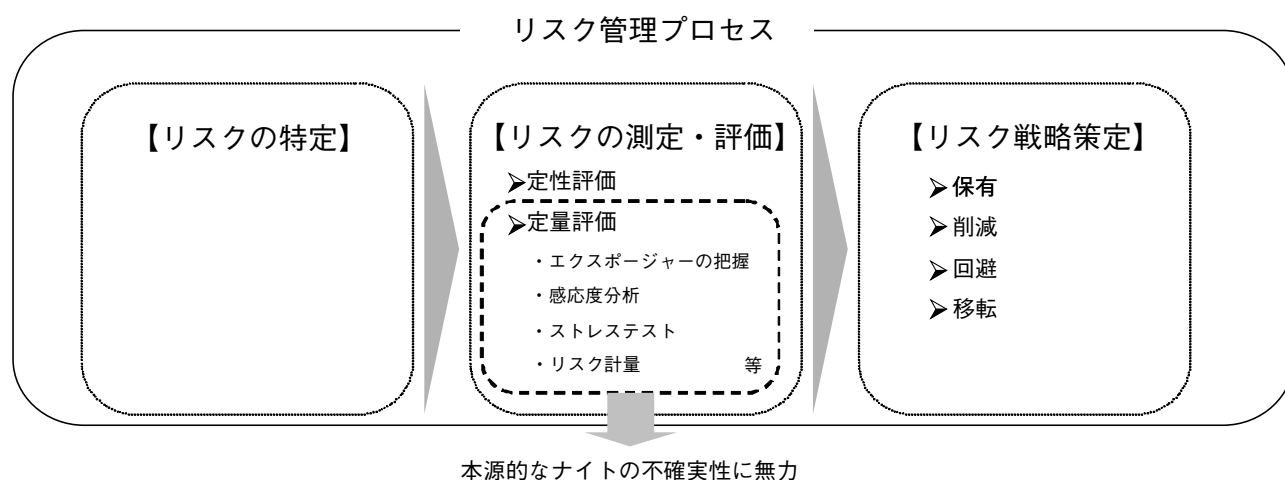 リスク管理プロセス
【リスクの特定】
【リスクの測定・評価】
➢定性評価
➢定量評価
・エクスポージャーの把握
・感応度分析
・ストレステスト
・リスク計量 等
【リスク戦略策定】
➢保有
➢削減
➢回避
➢移転
本源的なナイトの不確実性に無力